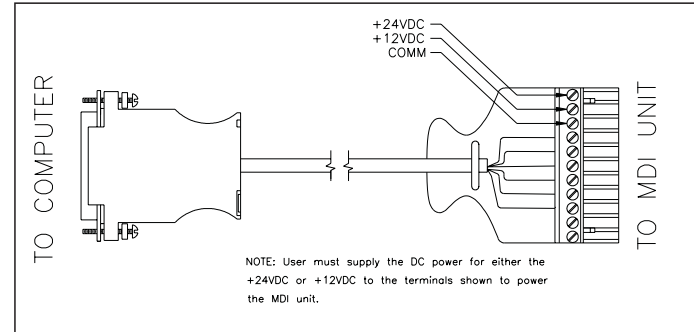 +24VDC
+12VDC
COMM
TO COMPUTER
TO MDI UNIT
NOTE: User must supply the DC power for either the
+24VDC or +12VDC to the terminals shown to power
the MDI unit.